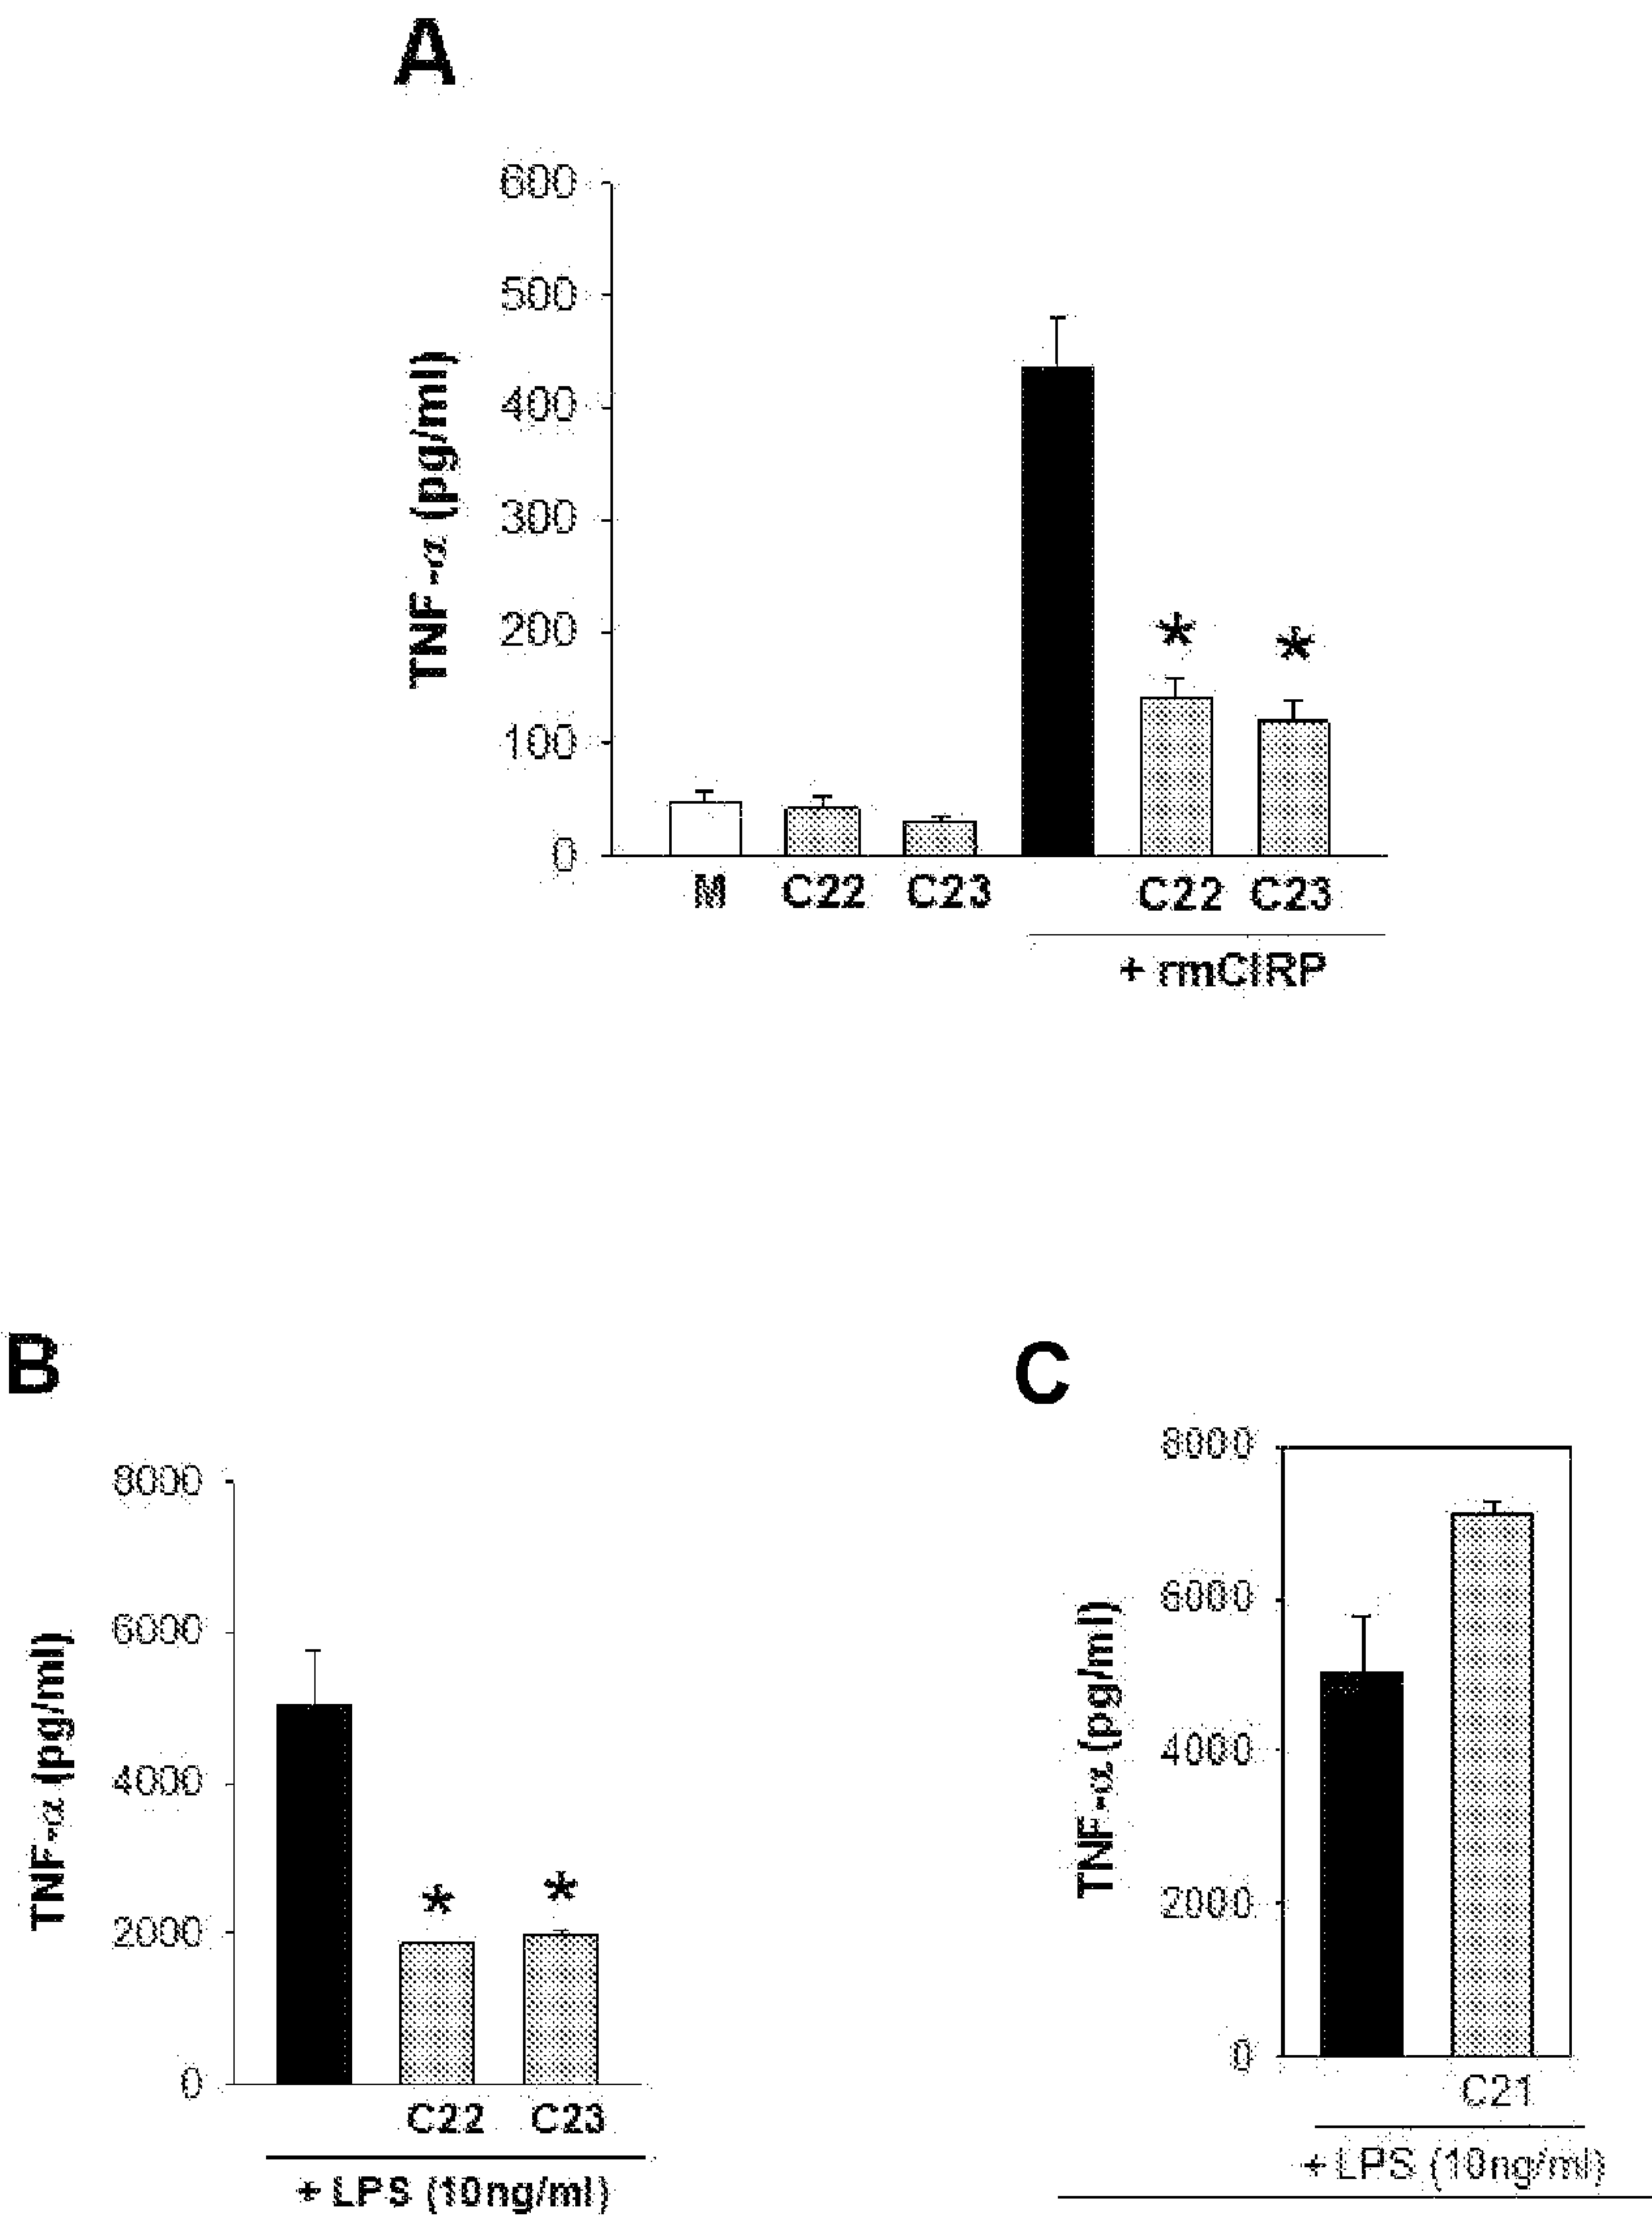 A
600
500
400
300
200
100
0
TNF-α (pg/ml)
*
*
M C22 C23 C22 C23
+ rmCIRP
B
8000
6000
4000
2000
0
TNF-α (pg/ml)
*
*
C22 C23
+ LPS (10ng/ml)
C
8000
6000
4000
2000
0
TNF-α (pg/ml)
C21
+ LPS (10ng/ml)